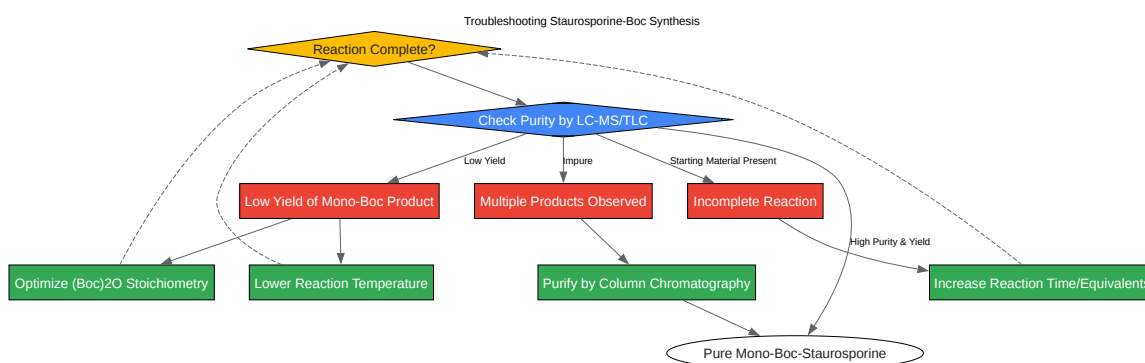 Troubleshooting Staurosporine-Boc Synthesis
Reaction Complete?
Check Purity by LC-MS/TLC
Low Yield
Impure
Starting Material Present
Low Yield of Mono-Boc Product
Multiple Products Observed
Incomplete Reaction
High Purity & Yield
Optimize (Boc)2O Stoichiometry
Lower Reaction Temperature
Purify by Column Chromatography
Increase Reaction Time/Equivalents
Pure Mono-Boc-Staurosporine